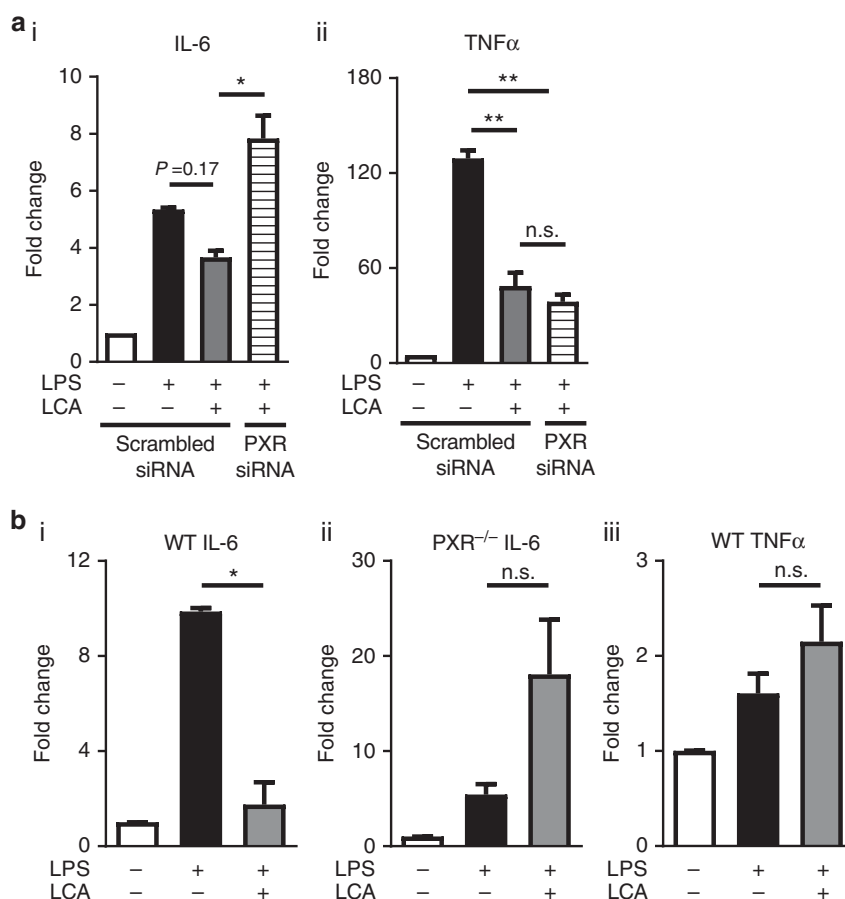 a
i
IL-6
Fold change
10
8
6
4
2
0
*
P =0.17
LPS – + + +
LCA – – + +
Scrambled siRNA
PXR siRNA
ii
TNFα
Fold change
180
120
60
0
**
**
n.s.
LPS – + + +
LCA – – + +
Scrambled siRNA
PXR siRNA
b
i
WT IL-6
Fold change
12
8
4
0
*
LPS – + +
LCA – – +
ii
PXR–/– IL-6
Fold change
30
20
10
0
n.s.
LPS – + +
LCA – – +
iii
WT TNFα
Fold change
3
2
1
0
n.s.
LPS – + +
LCA – – +